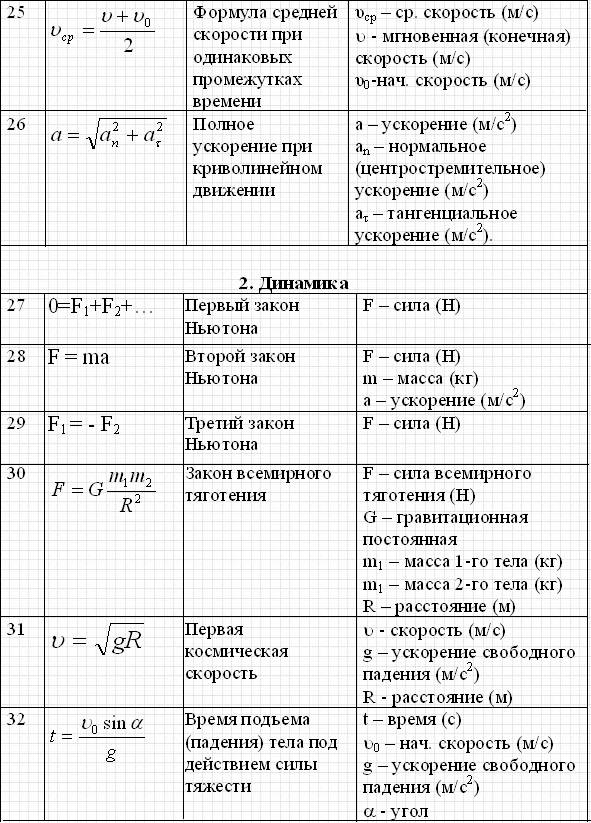 25
υср = (υ + υ0) / 2
Формула средней
скорости при
одинаковых
промежутках
времени
υср – ср. скорость (м/с)
υ - мгновенная (конечная)
скорость (м/с)
υ0-нач. скорость (м/с)
26
a = √(aₙ² + aτ²)
Полное
ускорение при
криволинейном
движении
а – ускорение (м/с²)
an – нормальное
(центростремительное)
ускорение (м/с²)
aτ – тангенциальное
ускорение (м/с²).
2. Динамика
27
0=F1+F2+…
Первый закон
Ньютона
F – сила (Н)
28
F = ma
Второй закон
Ньютона
F – сила (Н)
m – масса (кг)
а – ускорение (м/с²)
29
F1 = - F2
Третий закон
Ньютона
F – сила (Н)
30
F = G m1m2 / R²
Закон всемирного
тяготения
F – сила всемирного
тяготения (Н)
G – гравитационная
постоянная
m1 – масса 1-го тела (кг)
m1 – масса 2-го тела (кг)
R – расстояние (м)
31
υ = √gR
Первая
космическая
скорость
υ - скорость (м/с)
g – ускорение свободного
падения (м/с²)
R - расстояние (м)
32
t = υ0 sin α / g
Время подьема
(падения) тела под
действием силы
тяжести
t – время (с)
υ0 – нач. скорость (м/с)
g – ускорение свободного
падения (м/с²)
α - угол